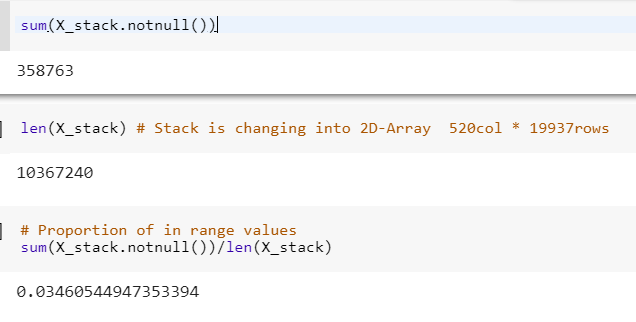 sum(X_stack.notnull())
358763
] len(X_stack) # Stack is changing into 2D-Array  520col * 19937rows
10367240
] # Proportion of in range values
sum(X_stack.notnull())/len(X_stack)
0.03460544947353394